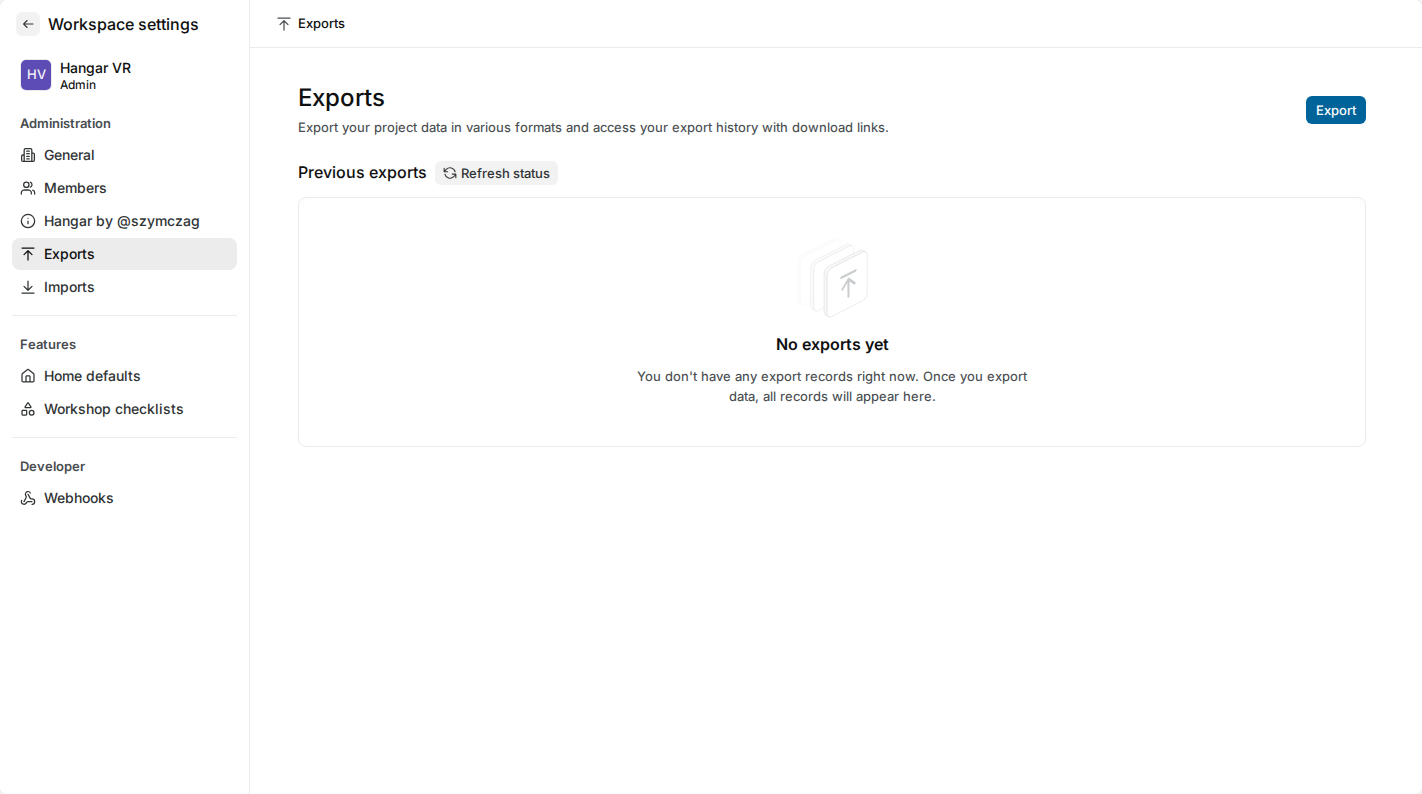 Workspace settings
HV
Hangar VR
Admin
Administration
General
Members
Hangar by @szymczag
Exports
Imports
Features
Home defaults
Workshop checklists
Developer
Webhooks
Exports
Exports
Export your project data in various formats and access your export history with download links.
Export
Previous exports
Refresh status
No exports yet
You don't have any export records right now. Once you export
data, all records will appear here.